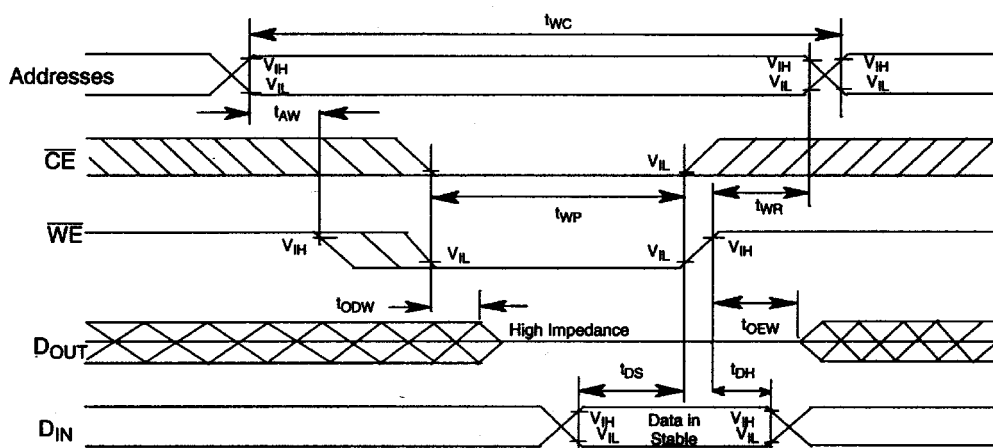 tWC
Addresses
VIH VIH VIH
VIL VIL VIL
tAW
CE VIL
tWP tWR
WE
VIH VIL VIL VIH
tODW tOEW
DOUT High Impedance
tDS tDH
DIN VIH Data in VIH
VIL Stable VIL